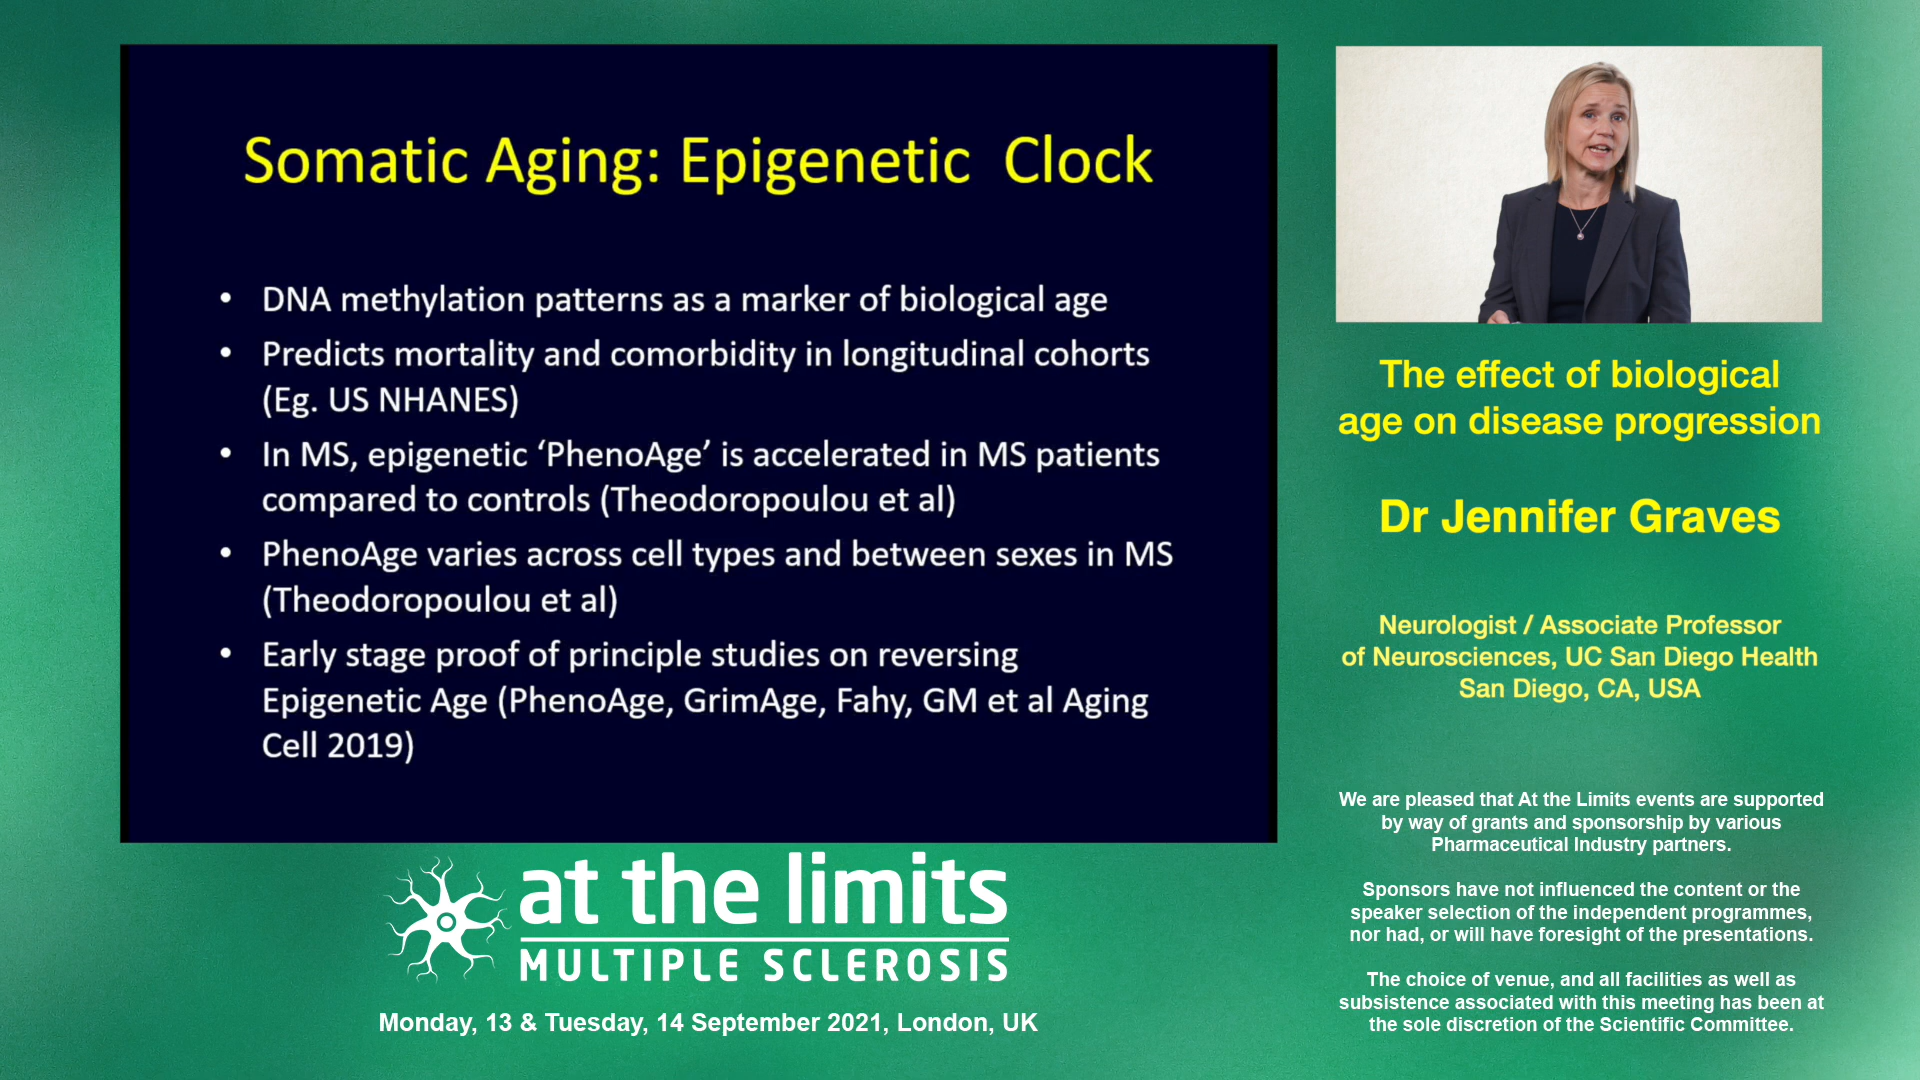 Somatic Aging: Epigenetic Clock
• DNA methylation patterns as a marker of biological age
• Predicts mortality and comorbidity in longitudinal cohorts
(Eg. US NHANES)
• In MS, epigenetic ‘PhenoAge’ is accelerated in MS patients
compared to controls (Theodoropoulou et al)
• PhenoAge varies across cell types and between sexes in MS
(Theodoropoulou et al)
• Early stage proof of principle studies on reversing
Epigenetic Age (PhenoAge, GrimAge, Fahy, GM et al Aging
Cell 2019)
at the limits
MULTIPLE SCLEROSIS
Monday, 13 & Tuesday, 14 September 2021, London, UK
The effect of biological
age on disease progression
Dr Jennifer Graves
Neurologist / Associate Professor
of Neurosciences, UC San Diego Health
San Diego, CA, USA
We are pleased that At the Limits events are supported
by way of grants and sponsorship by various
Pharmaceutical Industry partners.
Sponsors have not influenced the content or the
speaker selection of the independent programmes,
nor had, or will have foresight of the presentations.
The choice of venue, and all facilities as well as
subsistence associated with this meeting has been at
the sole discretion of the Scientific Committee.